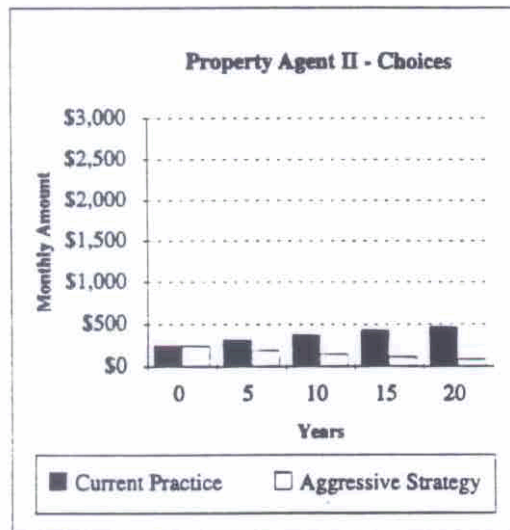 Property Agent II - Choices
$3,000
$2,500
$2,000
$1,500
$1,000
$500
$0
Monthly Amount
0 5 10 15 20
Years
Current Practice Aggressive Strategy